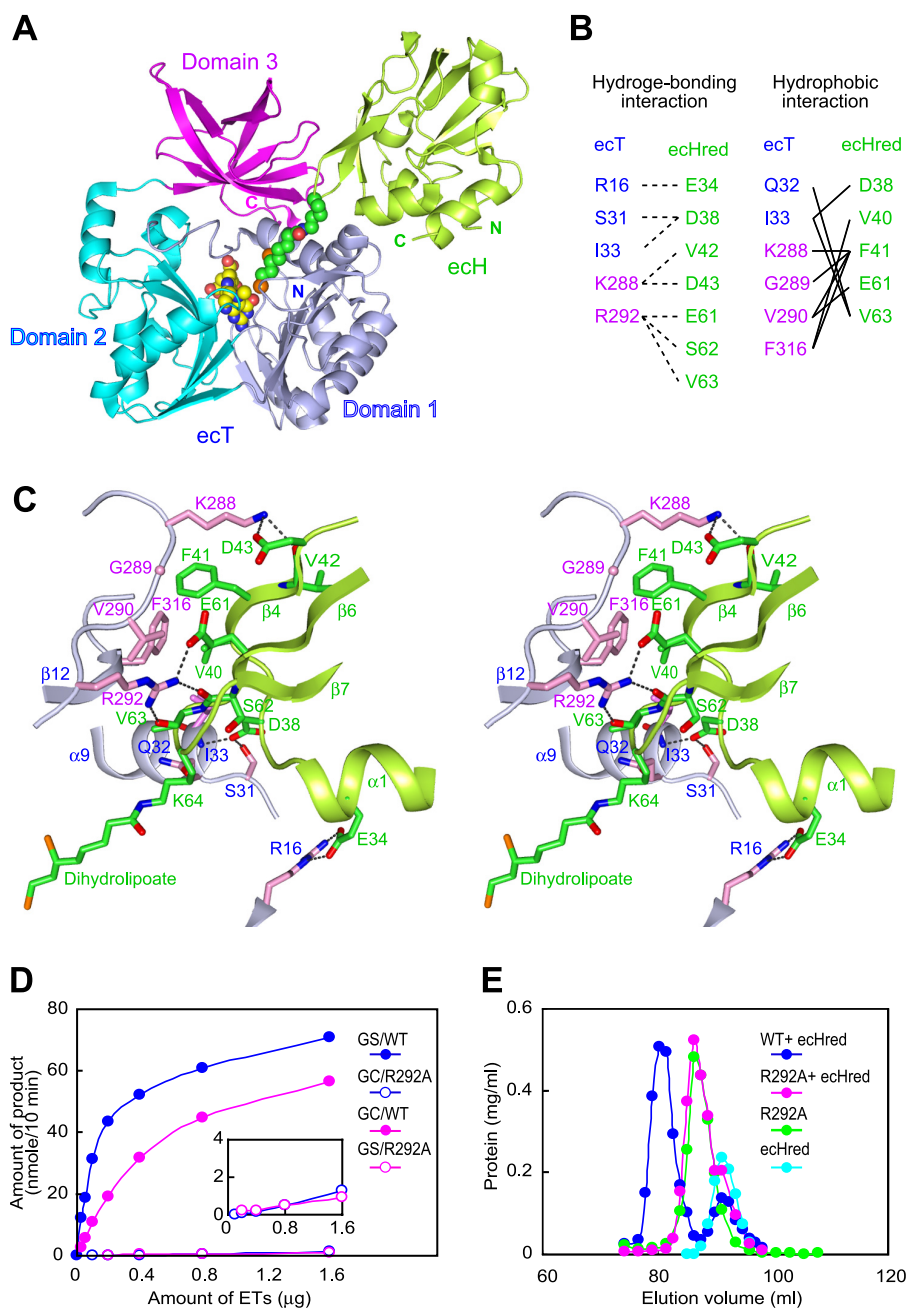 A
Domain 3
C
C
N
ecH
N
Domain 2
Domain 1
ecT
B
Hydroge-bonding
interaction
Hydrophobic
interaction
ecT
ecHred
ecT
ecHred
R16
E34
Q32
D38
S31
D38
I33
V40
I33
V42
K288
F41
K288
D43
G289
E61
R292
E61
V290
V63
S62
F316
V63
C
K288
D43
F41
V42
G289
F316
E61
V290
β4
β6
β12
V40
β7
R292
S62
V63
D38
α9
Q32
I33
S31
K64
α1
E34
R16
Dihydrolipoate
K288
D43
F41
V42
G289
F316
E61
V290
β4
β6
β12
V40
β7
R292
S62
V63
D38
α9
Q32
I33
S31
K64
α1
E34
R16
Dihydrolipoate
D
Amount of product
(nmole/10 min)
80
60
40
20
0
0
0.4
0.8
1.2
1.6
Amount of ETs (μg)
GS/WT
GC/R292A
GC/WT
GS/R292A
4
2
0
0
0.8
1.6
E
Protein (mg/ml)
0.6
0.4
0.2
0
60
80
100
120
Elution volume (ml)
WT+ ecHred
R292A+ ecHred
R292A
ecHred